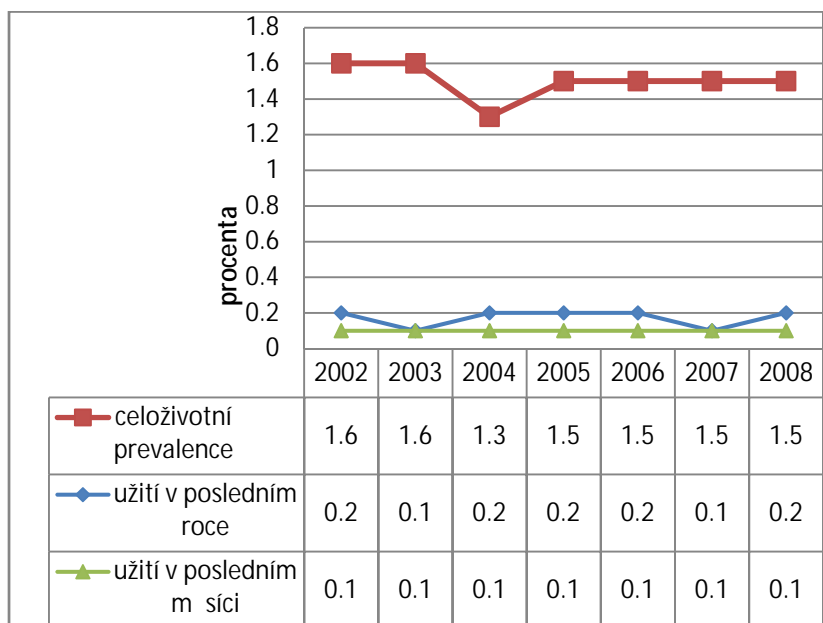 1.8
1.6
1.4
1.2
1
0.8
0.6
0.4
0.2
0
procenta
2002 2003 2004 2005 2006 2007 2008
celoživotní
prevalence
1.6 1.6 1.3 1.5 1.5 1.5 1.5
užití v posledním
roce
0.2 0.1 0.2 0.2 0.2 0.1 0.2
užití v posledním
m síci
0.1 0.1 0.1 0.1 0.1 0.1 0.1